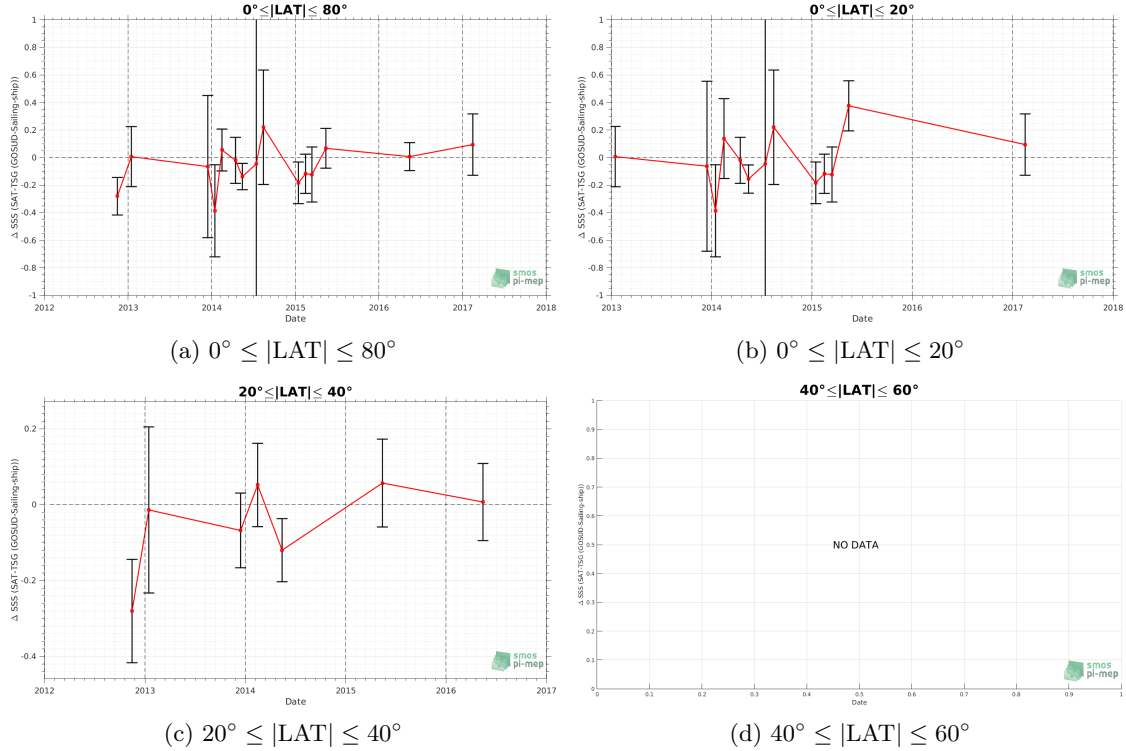 0°≤|LAT|≤ 80°
Δ SSS (SAT-TSG (GOSUD-Sailing-ship))
1
0.8
0.6
0.4
0.2
0
-0.2
-0.4
-0.6
-0.8
-1
2012 2013 2014 2015 2016 2017 2018
Date
smos
pi-mep
(a) 0° ≤ |LAT| ≤ 80°
0°≤|LAT|≤ 20°
Δ SSS (SAT-TSG (GOSUD-Sailing-ship))
1
0.8
0.6
0.4
0.2
0
-0.2
-0.4
-0.6
-0.8
-1
2013 2014 2015 2016 2017 2018
Date
smos
pi-mep
(b) 0° ≤ |LAT| ≤ 20°
20°≤|LAT|≤ 40°
Δ SSS (SAT-TSG (GOSUD-Sailing-ship))
0.2
0
-0.2
-0.4
2012 2013 2014 2015 2016 2017
Date
smos
pi-mep
(c) 20° ≤ |LAT| ≤ 40°
40°≤|LAT|≤ 60°
Δ SSS (SAT-TSG (GOSUD-Sailing-ship))
1
0.9
0.8
0.7
0.6
0.5
0.4
0.3
0.2
0.1
0
NO DATA
0 0.1 0.2 0.3 0.4 0.5 0.6 0.7 0.8 0.9 1
Date
smos
pi-mep
(d) 40° ≤ |LAT| ≤ 60°